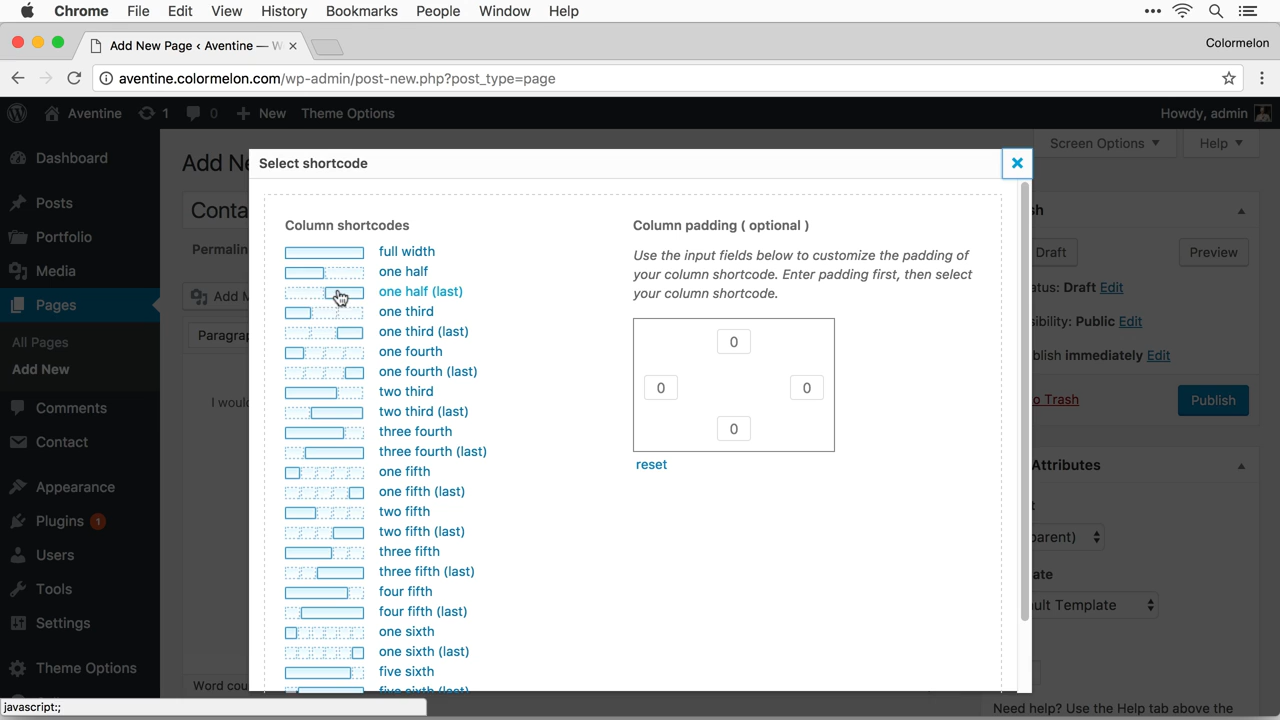 Chrome File Edit View History Bookmarks People Window Help
Add New Page ‹ Aventine — W
Colormelon
aventine.colormelon.com/wp-admin/post-new.php?post_type=page
Aventine 1 0 New Theme Options Howdy, admin
Screen Options Help
Dashboard
Posts
Portfolio
Media
Pages
All Pages
Add New
Comments
Contact
Appearance
Plugins 1
Users
Tools
Settings
Theme Options
Add Ne
Conta
Permalin
Add M
Paragrap
I woul
Word cou
Select shortcode
Column shortcodes
full width
one half
one half (last)
one third
one third (last)
one fourth
one fourth (last)
two third
two third (last)
three fourth
three fourth (last)
one fifth
one fifth (last)
two fifth
two fifth (last)
three fifth
three fifth (last)
four fifth
four fifth (last)
one sixth
one sixth (last)
five sixth
five sixth (last)
Column padding ( optional )
Use the input fields below to customize the padding of
your column shortcode. Enter padding first, then select
your column shortcode.
0
0 0
0
reset
sh
Draft Preview
atus: Draft Edit
ibility: Public Edit
blish immediately Edit
o Trash Publish
Attributes
t
parent)
ate
ult Template
Need help? Use the Help tab above the
javascript:;